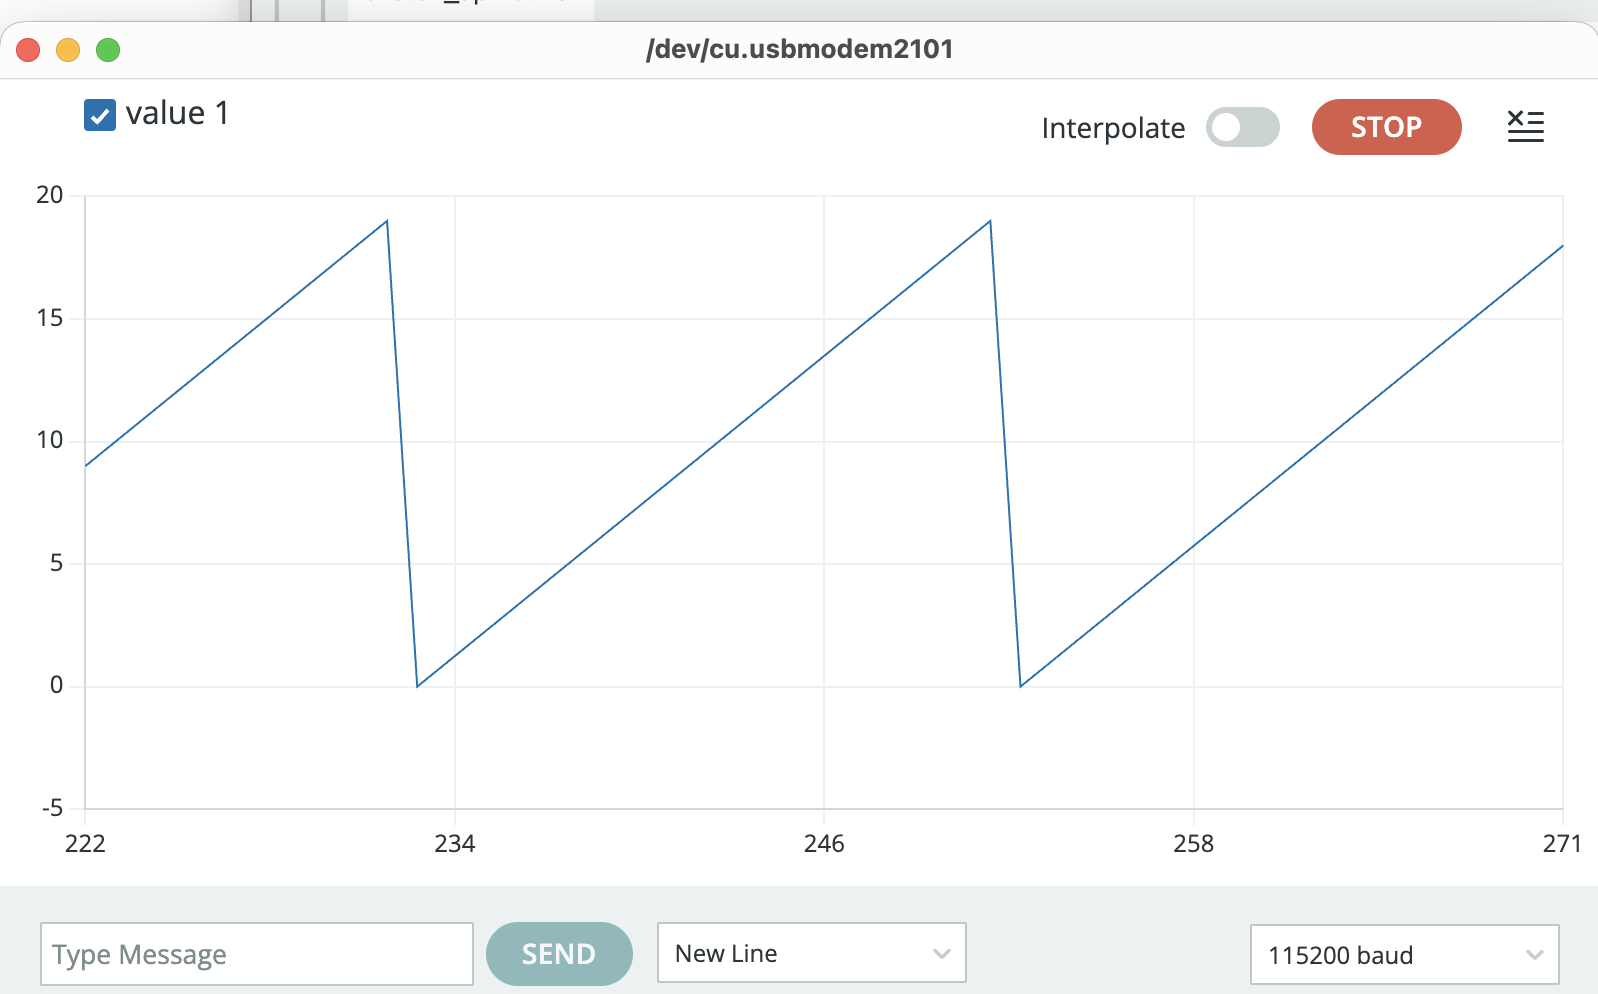 /dev/cu.usbmodem2101
value 1
Interpolate
STOP
20
15
10
5
0
-5
222 234 246 258 271
Type Message
SEND
New Line
115200 baud